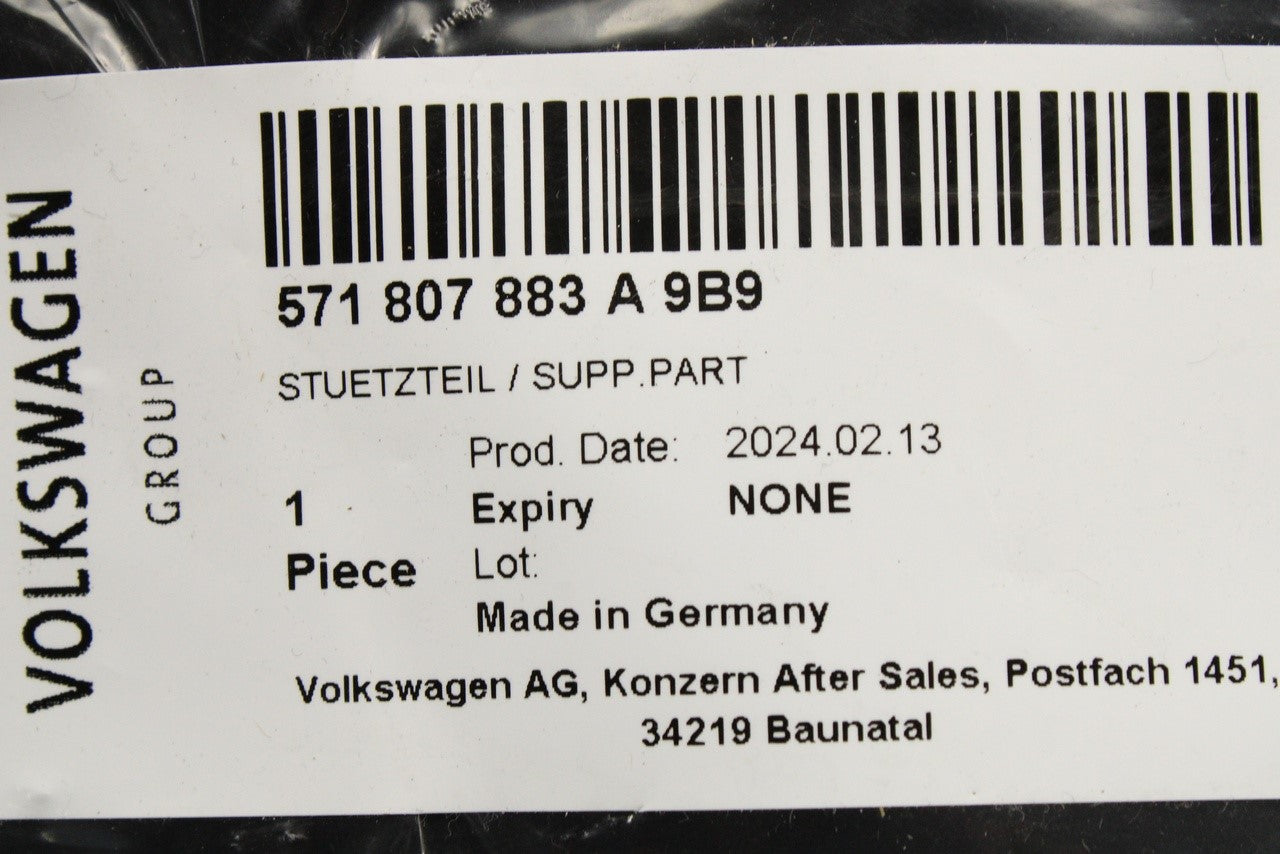 VOLKSWAGEN
GROUP
571 807 883 A 9B9
STUETZTEIL / SUPP.PART
Prod. Date: 2024.02.13
1 Expiry NONE
Piece Lot:
Made in Germany
Volkswagen AG, Konzern After Sales, Postfach 1451,
34219 Baunatal